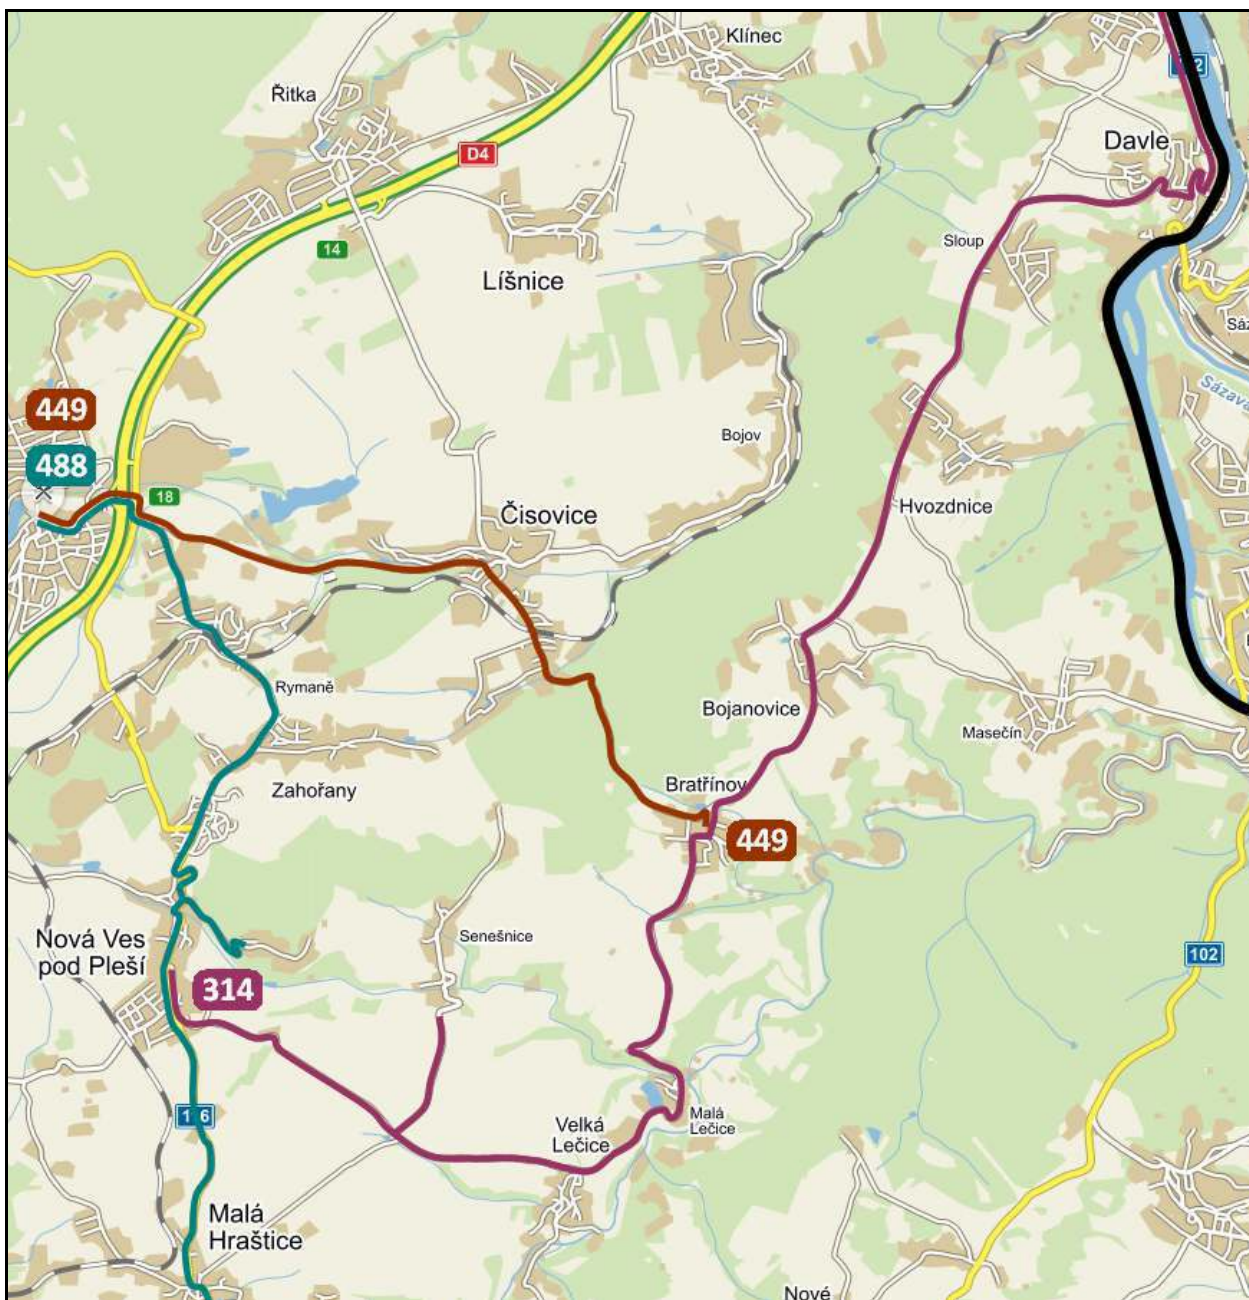 Klínec
Řitka
D4
Davle
14
Sloup
Líšnice
Sázava
449
488
Bojov
18
Čisovice
Hvozdnice
Rymaně
Bojanovice
Masečín
Zahořany
Bratřínov
449
Nová Ves
pod Pleší
Senešnice
102
314
Velká
Lečice
Malá
Lečice
Malá
Hraštice
Nové